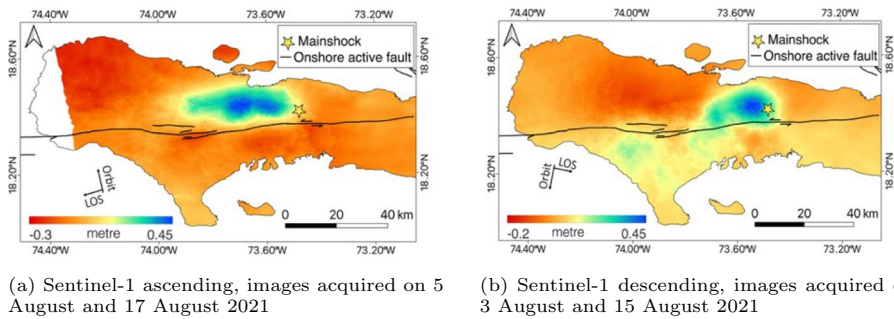 74.40°W 74.00°W 73.60°W 73.20°W
18.60°N 18.60°N
Mainshock
Onshore active fault
18.20°N 18.20°N
Orbit
LOS
-0.3 metre 0.45
0 20 40 km
74.40°W 74.00°W 73.60°W 73.20°W
74.40°W 74.00°W 73.60°W 73.20°W
18.60°N 18.60°N
Mainshock
Onshore active fault
18.20°N 18.20°N
Orbit
LOS
-0.2 metre 0.45
0 20 40 km
74.40°W 74.00°W 73.60°W 73.20°W
(a) Sentinel-1 ascending, images acquired on 5
August and 17 August 2021
(b) Sentinel-1 descending, images acquired
3 August and 15 August 2021